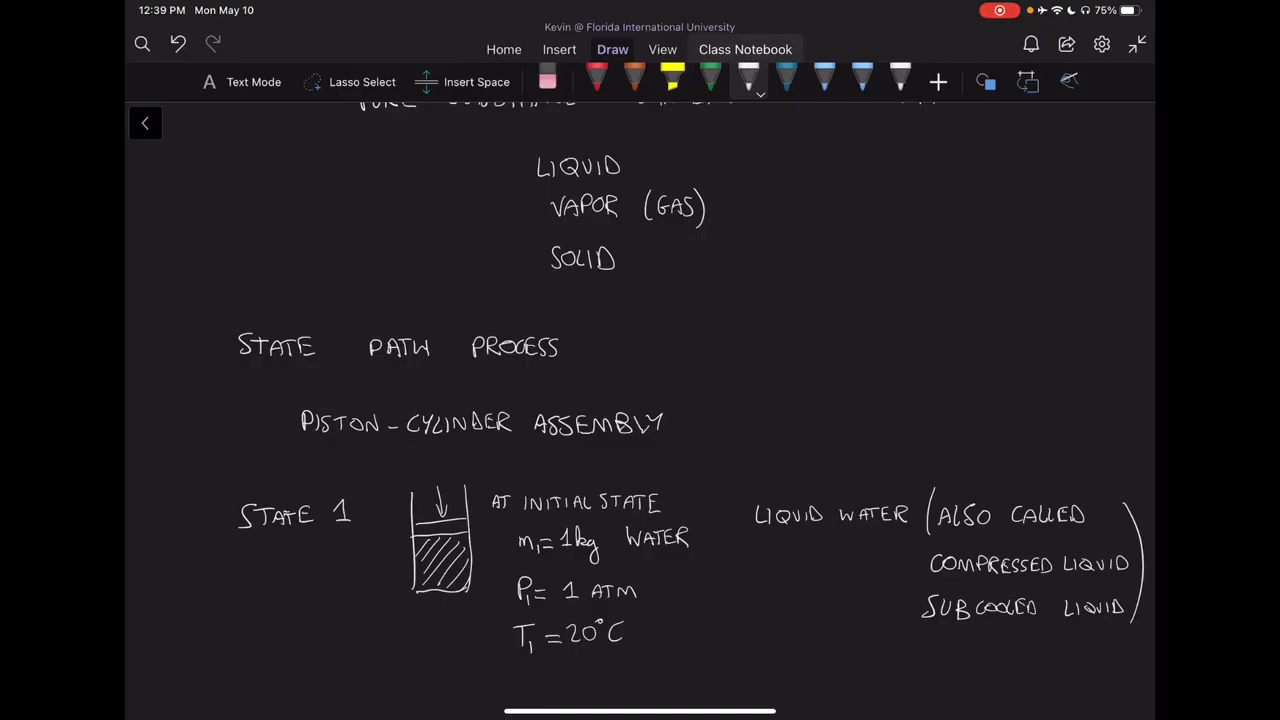 12:39 PM Mon May 10
75%
Kevin @ Florida International University
Home Insert Draw View Class Notebook
Text Mode Lasso Select Insert Space
LIQUID
VAPOR (GAS)
SOLID
STATE PATH PROCESS
PISTON-CYLINDER ASSEMBLY
STATE 1
AT INITIAL STATE
m₁=1kg WATER
P₁= 1 ATM
T₁=20°C
LIQUID WATER (ALSO CALLED
COMPRESSED LIQUID
SUBCOOLED LIQUID)